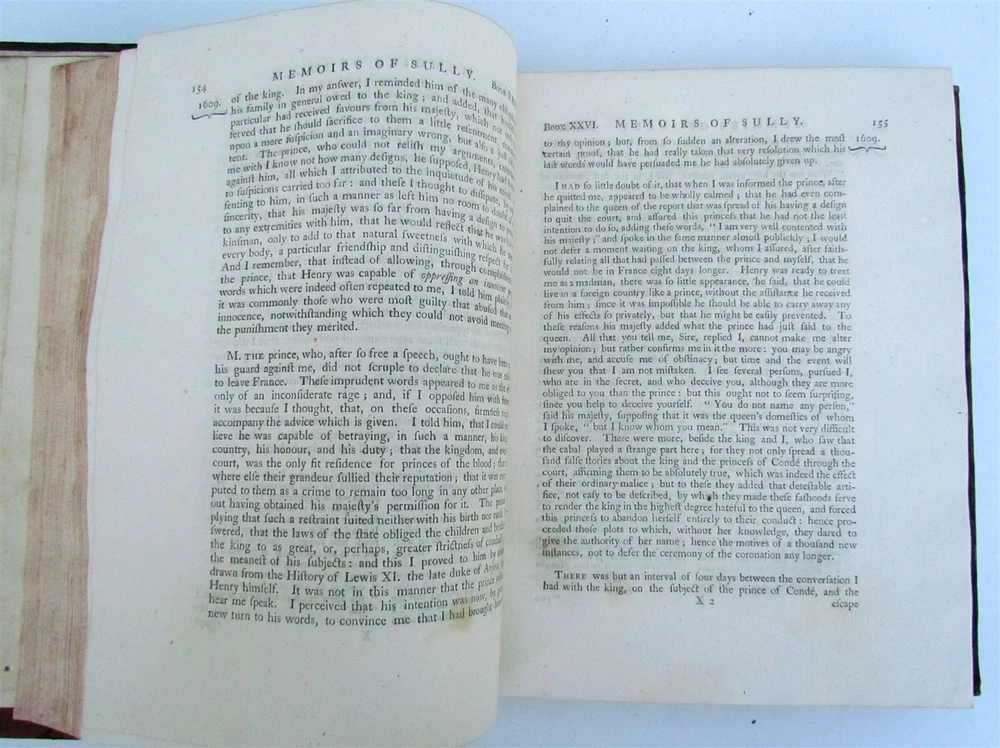 154 MEMOIRS OF SULLY.
1609. of the king. In my anſwer, I reminded him of the many
his family in general owed to the king; and added, that
particular had received favours from his majeſty, which not
ſerved that he ſhould ſacrifice to them a little reſentment,
upon a mere ſuſpicion and an imaginary wrong, but alſo a
tent. The prince, who could not reliſh my arguments,
me with I know not how many deſigns, he ſuppoſed, Henry had
againſt him, all which I attributed to the inquietude of his
to ſuſpicions carried too far: and theſe I thought to diſſipate, by
ſenting to him, in ſuch a manner as left him no room to doubt
ſincerity, that his majeſty was ſo far from having a deſign to
to any extremities with him, that he would reflect that he was
kinſman, only to add to that natural ſweetneſs with which he
every body, a particular friendſhip and diſtinguiſhing reſpect for
And I remember, that inſtead of allowing, through
the prince, that Henry was capable of oppreſſing an innocent
words which were indeed often repeated to me, I told him
it was commonly thoſe who were moſt guilty that abuſed
innocence, notwithſtanding which they could not avoid meeting
the puniſhment they merited.
M. THE prince, who, after ſo free a ſpeech, ought to have been
his guard againſt me, did not ſcruple to declare that he was
to leave France. Theſe imprudent words appeared to me as the
only of an inconſiderate rage; and, if I oppoſed him with
it was becauſe I thought, that, on theſe occaſions, firmneſs
accompany the advice which is given. I told him, that I could
lieve he was capable of betraying, in ſuch a manner, his king
country, his honour, and his duty; that the kingdom, and
court, was the only fit reſidence for princes of the blood;
where elſe their grandeur ſullied their reputation; that it was
puted to them as a crime to remain too long in any other place
out having obtained his majeſty's permiſſion for it. The
plying that ſuch a reſtraint ſuited neither with his birth nor
ſwered, that the laws of the ſtate obliged the children and
the king to as great, or, perhaps, greater ſtrictneſs of
the meaneſt of his ſubjects: and this I proved to him by
drawn from the Hiſtory of Lewis XI. the late duke of
Henry himſelf. It was not in this manner that the prince
hear me ſpeak. I perceived that his intention was now, by
new turn to his words, to convince me that I had brought
X
BOOK XXVI. MEMOIRS OF SULLY. 155
to my opinion; but, from ſo ſudden an alteration, I drew the moſt 1609.
certain proof, that he had really taken that very reſolution which his
laſt words would have perſuaded me he had abſolutely given up.
I HAD ſo little doubt of it, that when I was informed the prince, after
he quitted me, appeared to be wholly calmed; that he had even com-
plained to the queen of the report that was ſpread of his having a deſign
to quit the court, and aſſured this princeſs that he had not the leaſt
intention to do ſo, adding theſe words, "I am very well contented with
his majeſty;" and ſpoke in the ſame manner almoſt publickly; I would
not defer a moment waiting on the king, whom I aſſured, after faith-
fully relating all that had paſſed between the prince and myſelf, that he
would not be in France eight days longer. Henry was ready to treat
me as a madman, there was ſo little appearance, he ſaid, that he could
live in a foreign country like a prince, without the aſſiſtance he received
from him; ſince it was impoſſible he ſhould be able to carry away any
of his effects ſo privately, but that he might be eaſily prevented. To
theſe reaſons his majeſty added what the prince had juſt ſaid to the
queen. All that you tell me, Sire, replied I, cannot make me alter
my opinion; but rather confirms me in it the more: you may be angry
with me, and accuſe me of obſtinacy; but time and the event will
ſhew you that I am not miſtaken. I ſee ſeveral perſons, purſued I,
who are in the ſecret, and who deceive you, although they are more
obliged to you than the prince: but this ought not to ſeem ſurpriſing,
ſince you help to deceive yourſelf. "You do not name any perſon,"
ſaid his majeſty, ſuppoſing that it was the queen's domeſtics of whom
I ſpoke, "but I know whom you mean." This was not very difficult
to diſcover. There were more, beſide the king and I, who ſaw that
the cabal played a ſtrange part here; for they not only ſpread a thou-
ſand falſe ſtories about the king and the princeſs of Condé through the
court, affirming them to be abſolutely true, which was indeed the effect
of their ordinary malice; but to theſe they added that deteſtable arti-
fice, not eaſy to be deſcribed, by which they made theſe falſhoods ſerve
to render the king in the higheſt degree hateful to the queen, and forced
this princeſs to abandon herſelf entirely to their conduct: hence pro-
ceeded thoſe plots to which, without her knowledge, they dared to
give the authority of her name; hence the motives of a thouſand new
inſtances, not to defer the ceremony of the coronation any longer.
THERE was but an interval of four days between the converſation I
had with the king, on the ſubject of the prince of Condé, and the
X 2 eſcape